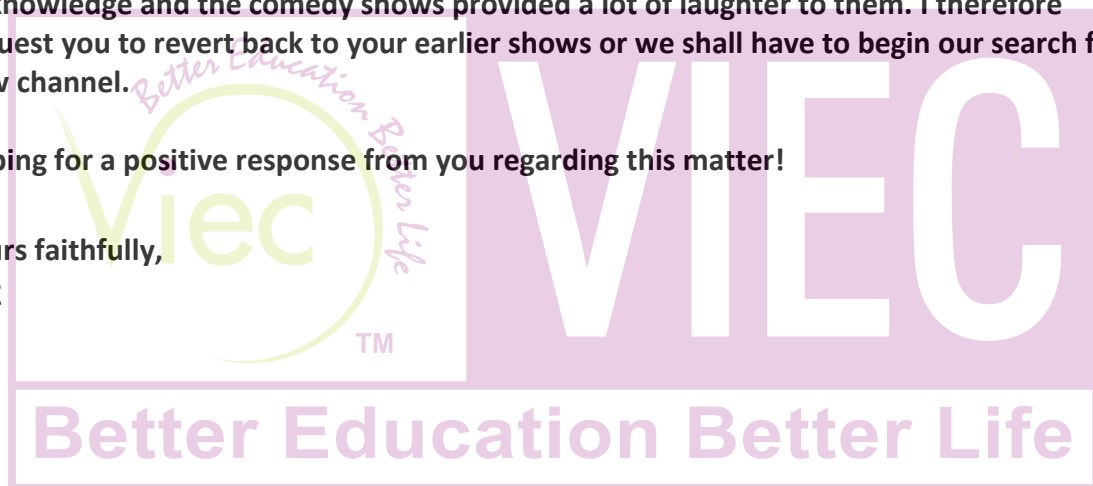 knowledge and the comedy shows provided a lot of laughter to them. I therefore
uest you to revert back to your earlier shows or we shall have to begin our search f
w channel.
ping for a positive response from you regarding this matter!
urs faithfully,
Better Education Better Life
Viec
TM
VIEC
Better Education Better Life